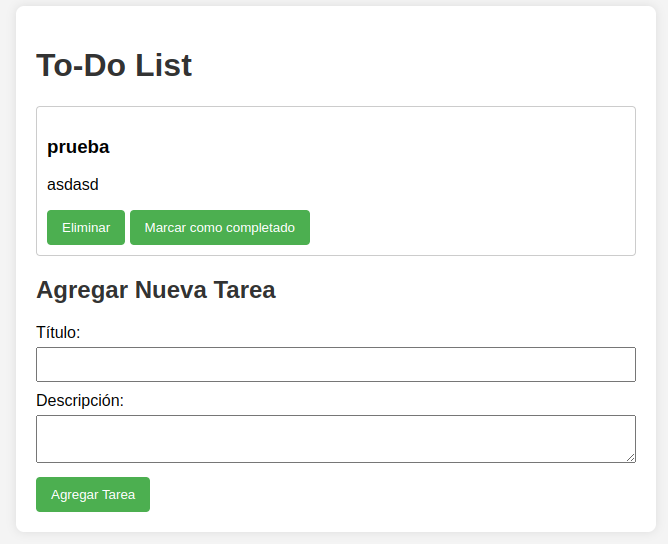 To-Do List
prueba
asdasd
Eliminar Marcar como completado
Agregar Nueva Tarea
Título:
Descripción:
Agregar Tarea